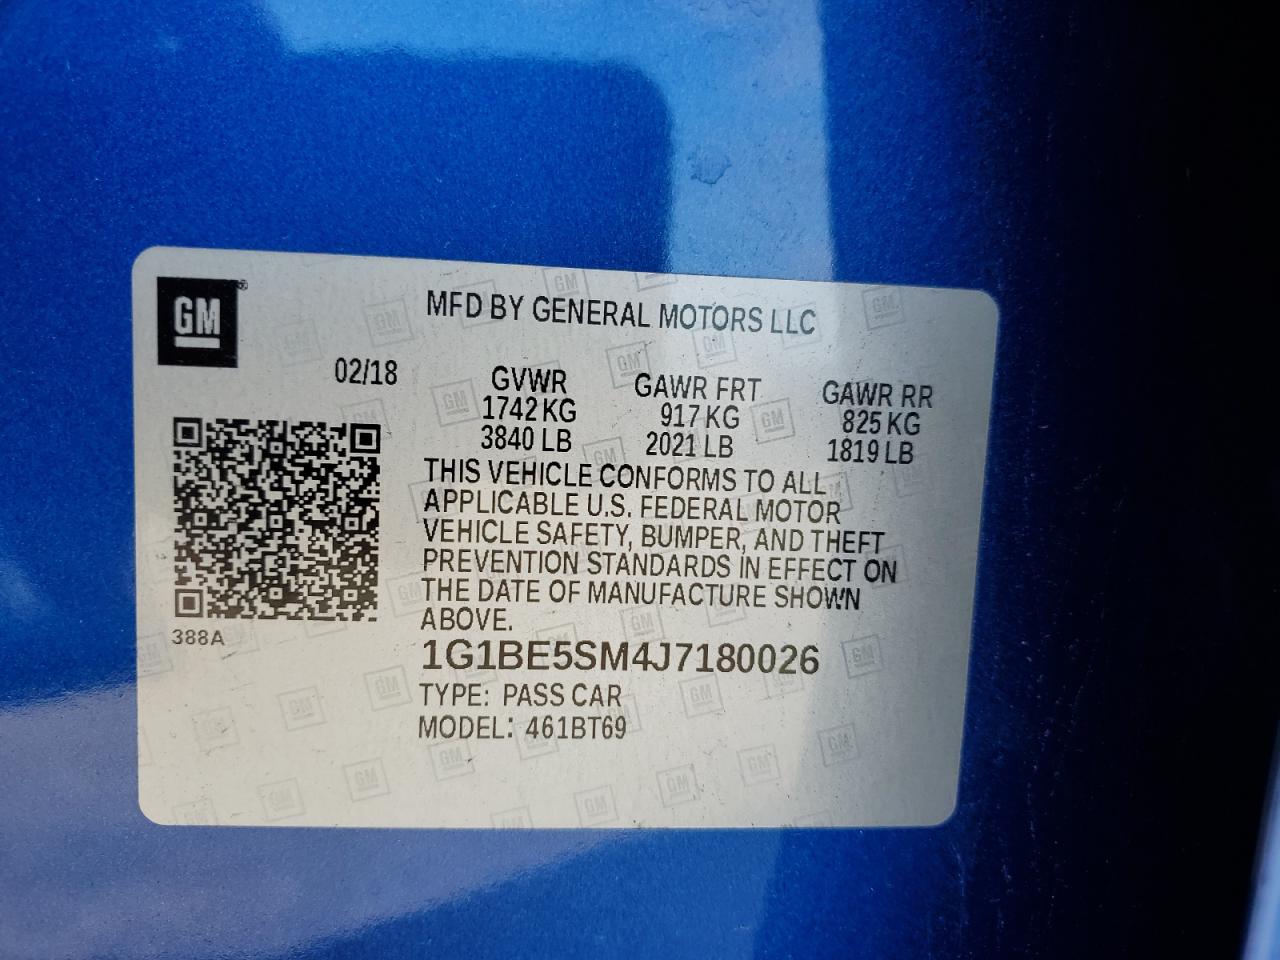 GM
MFD BY GENERAL MOTORS LLC
02/18
GVWR GAWR FRT GAWR RR
1742 KG 917 KG 825 KG
3840 LB 2021 LB 1819 LB
THIS VEHICLE CONFORMS TO ALL
APPLICABLE U.S. FEDERAL MOTOR
VEHICLE SAFETY, BUMPER, AND THEFT
PREVENTION STANDARDS IN EFFECT ON
THE DATE OF MANUFACTURE SHOWN
ABOVE.
388A
1G1BE5SM4J7180026
TYPE: PASS CAR
MODEL: 461BT69